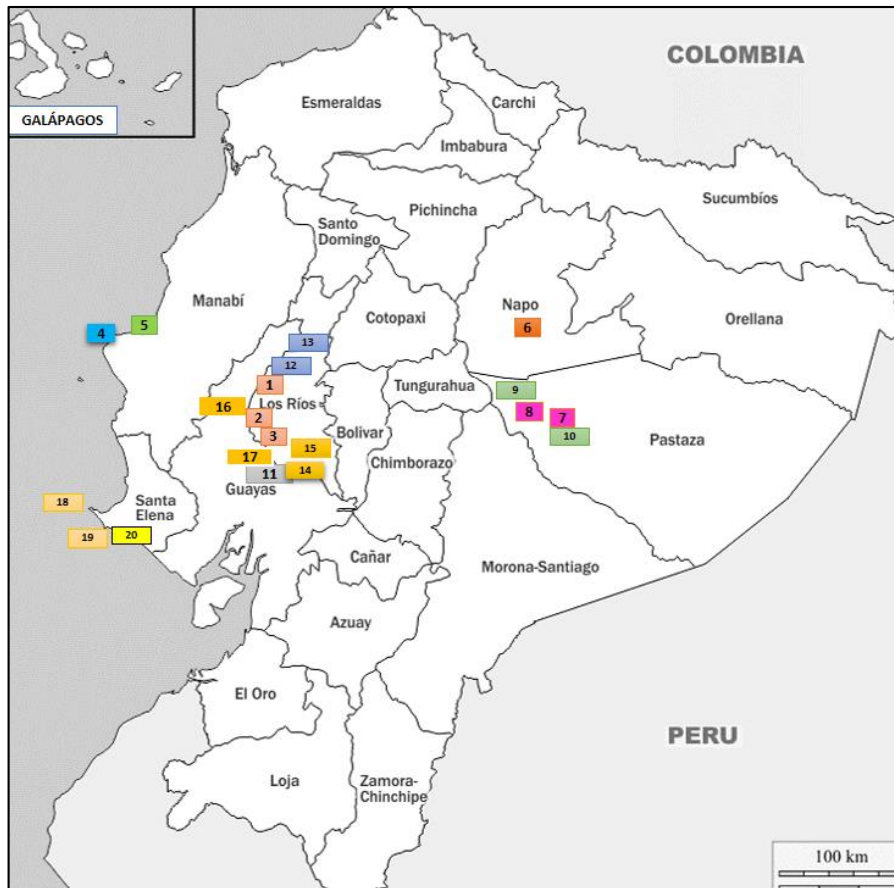 COLOMBIA
GALÁPAGOS
Esmeraldas
Carchi
Imbabura
Sucumbíos
Pichincha
Santo
Domingo
Manabí
Napo
Cotopaxi
Orellana
4
5
6
13
12
1
Los Ríos
Tungurahua
9
16
2
8
7
3
Bolivar
10
Pastaza
15
17
Chimborazo
11
14
Guayas
18
Santa
Elena
19
20
Cañar
Morona-Santiago
Azuay
El Oro
PERU
Loja
Zamora-
Chinchipe
100 km